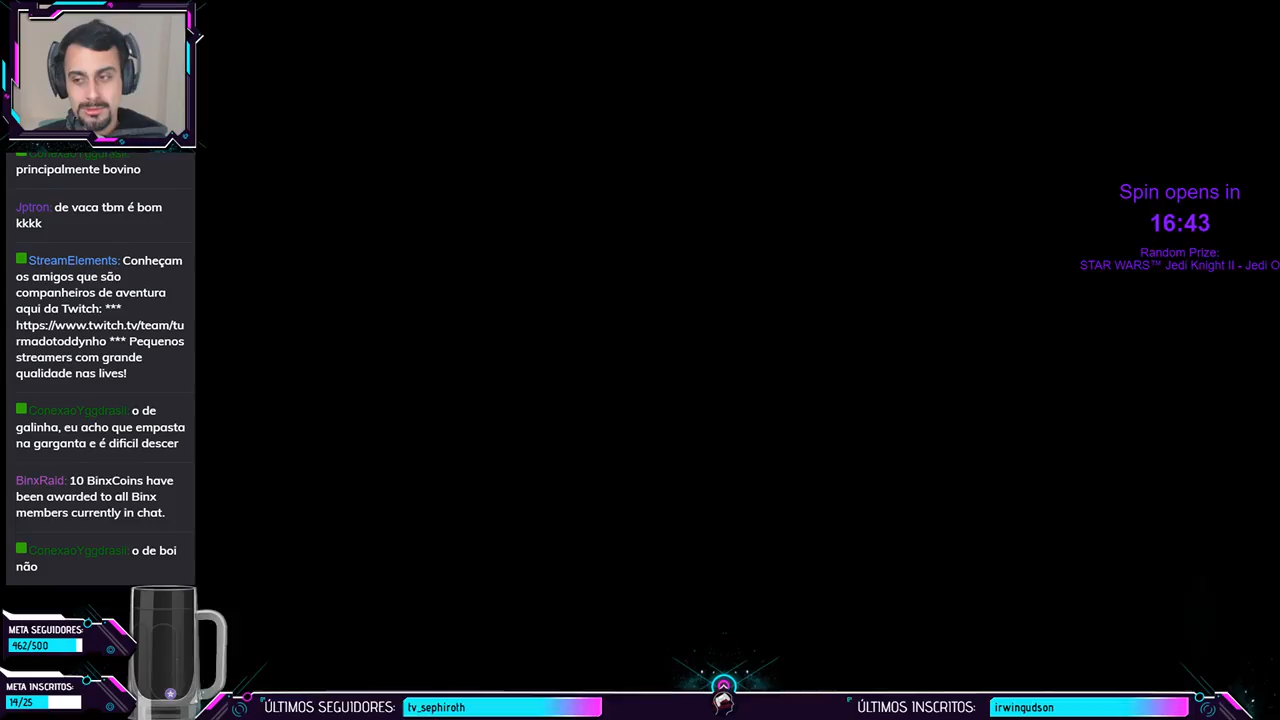 ConexaoYggdrasil:
principalmente bovino
Jptron: de vaca tbm é bom
kkkk
StreamElements: Conheçam
os amigos que são
companheiros de aventura
aqui da Twitch: ***
https://www.twitch.tv/team/tu
rmadotoddynho *** Pequenos
streamers com grande
qualidade nas lives!
ConexaoYggdrasil: o de
galinha, eu acho que empasta
na garganta e é dificil descer
BinxRaid: 10 BinxCoins have
been awarded to all Binx
members currently in chat.
ConexaoYggdrasil: o de boi
não
Spin opens in
16:43
Random Prize:
STAR WARS™ Jedi Knight II - Jedi O
META SEGUIDORES:
462/500
META INSCRITOS:
14/25
ÚLTIMOS SEGUIDORES: tv_sephiroth
ÚLTIMOS INSCRITOS: irwingudson